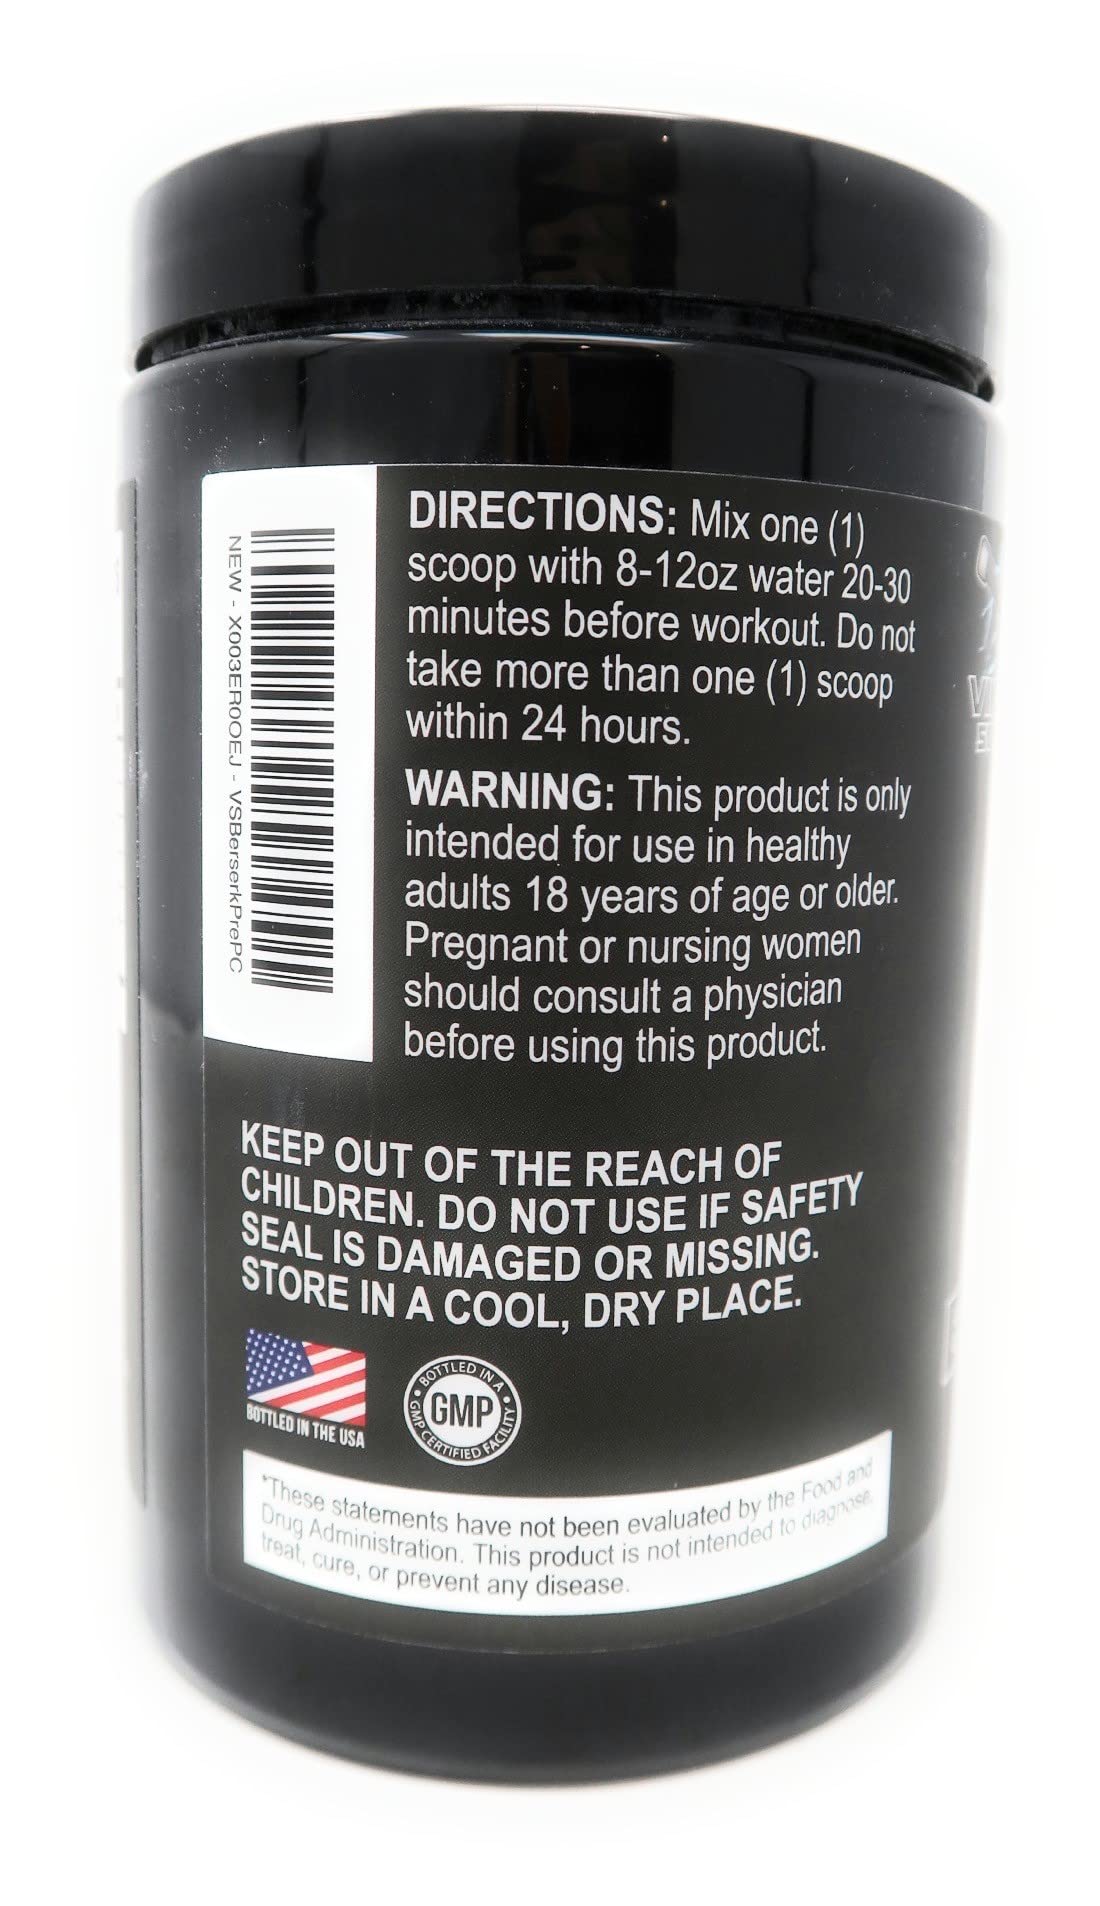 NEW - X003ER0OEJ - VSBerserkPrePC
DIRECTIONS: Mix one (1)
scoop with 8-12oz water 20-30
minutes before workout. Do not
take more than one (1) scoop
within 24 hours.
WARNING: This product is only
intended for use in healthy
adults 18 years of age or older.
Pregnant or nursing women
should consult a physician
before using this product.
KEEP OUT OF THE REACH OF
CHILDREN. DO NOT USE IF SAFETY
SEAL IS DAMAGED OR MISSING.
STORE IN A COOL, DRY PLACE.
BOTTLED IN THE USA
• BOTTLED IN A •
GMP
GMP CERTIFIED FACILITY
*These statements have not been evaluated by the Food and
Drug Administration. This product is not intended to diagnose,
treat, cure, or prevent any disease.